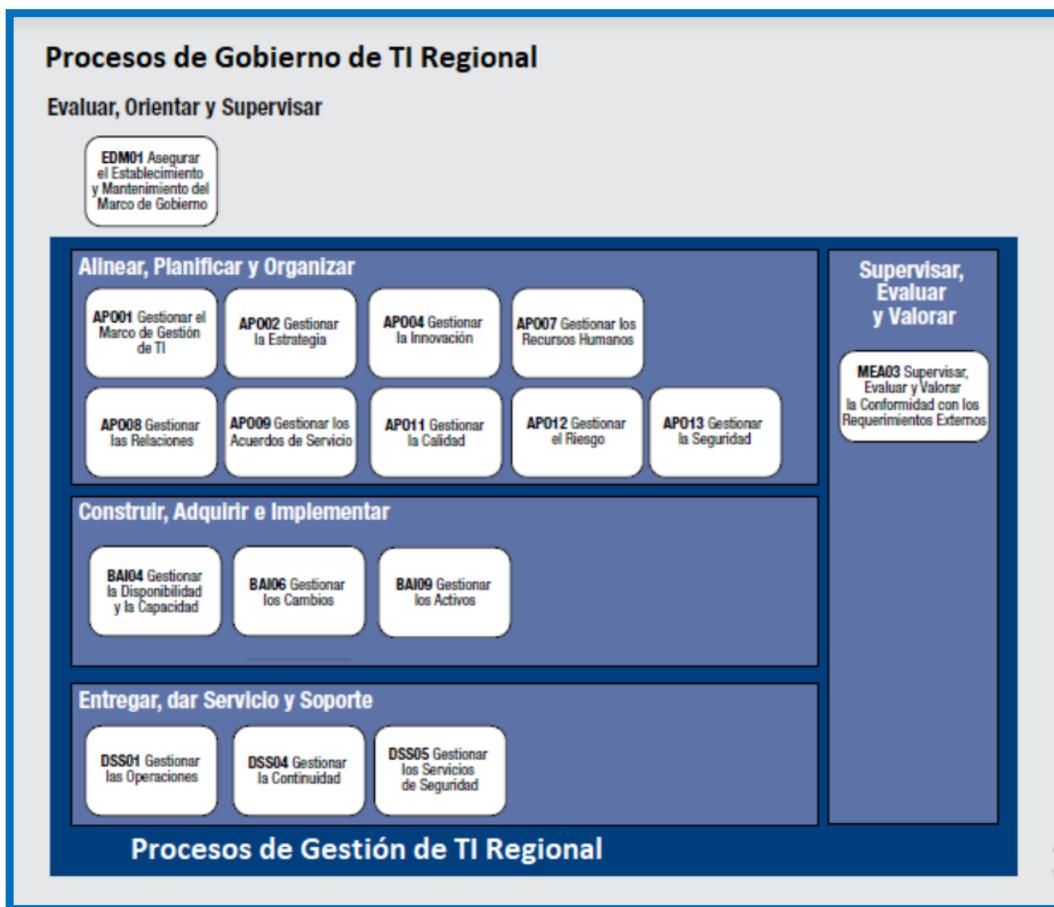 Procesos de Gobierno de TI Regional
Evaluar, Orientar y Supervisar
EDM01 Asegurar
el Establecimiento
y Mantenimiento del
Marco de Gobierno
Alinear, Planificar y Organizar
APO01 Gestionar el
Marco de Gestión
de TI
APO02 Gestionar
la Estrategia
APO04 Gestionar
la Innovación
APO07 Gestionar los
Recursos Humanos
APO08 Gestionar
las Relaciones
APO09 Gestionar los
Acuerdos de Servicio
APO11 Gestionar
la Calidad
APO12 Gestionar
el Riesgo
APO13 Gestionar
la Seguridad
Supervisar,
Evaluar
y Valorar
MEA03 Supervisar,
Evaluar y Valorar
la Conformidad con los
Requerimientos Externos
Construir, Adquirir e Implementar
BAI04 Gestionar
la Disponibilidad
y la Capacidad
BAI06 Gestionar
los Cambios
BAI09 Gestionar
los Activos
Entregar, dar Servicio y Soporte
DSS01 Gestionar
las Operaciones
DSS04 Gestionar
la Continuidad
DSS05 Gestionar
los Servicios
de Seguridad
Procesos de Gestión de TI Regional